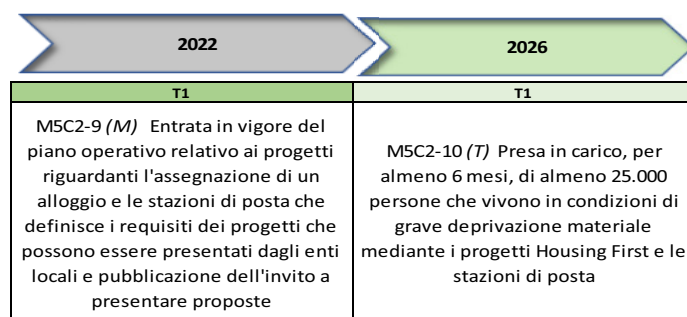 2022
2026
T1
T1
M5C2-9 (M) Entrata in vigore del
piano operativo relativo ai progetti
riguardanti l'assegnazione di un
alloggio e le stazioni di posta che
definisce i requisiti dei progetti che
possono essere presentati dagli enti
locali e pubblicazione dell'invito a
presentare proposte
M5C2-10 (T) Presa in carico, per
almeno 6 mesi, di almeno 25.000
persone che vivono in condizioni di
grave deprivazione materiale
mediante i progetti Housing First e le
stazioni di posta